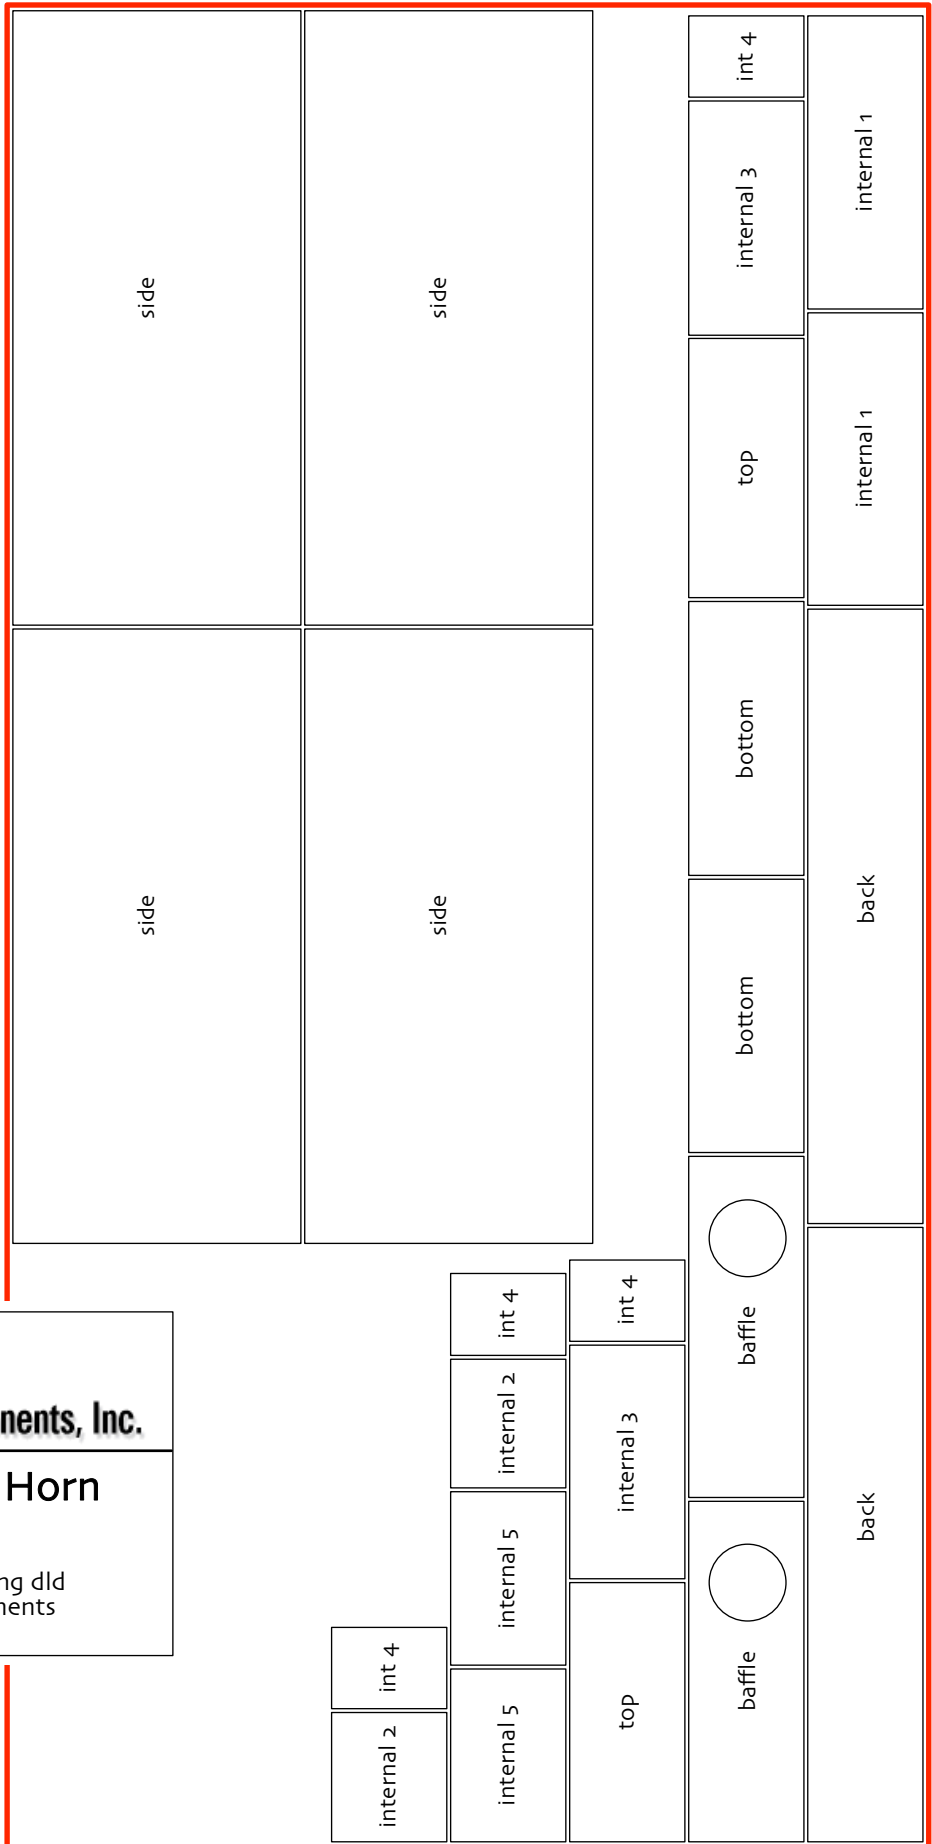 int 4
internal 1
internal 3
side
side
top
internal 1
bottom
back
side
side
bottom
baffle
int 4
int 4
internal 2
internal 3
nents, Inc.
Horn
back
internal 5
ng dld
nents
baffle
int 4
top
internal 5
internal 2